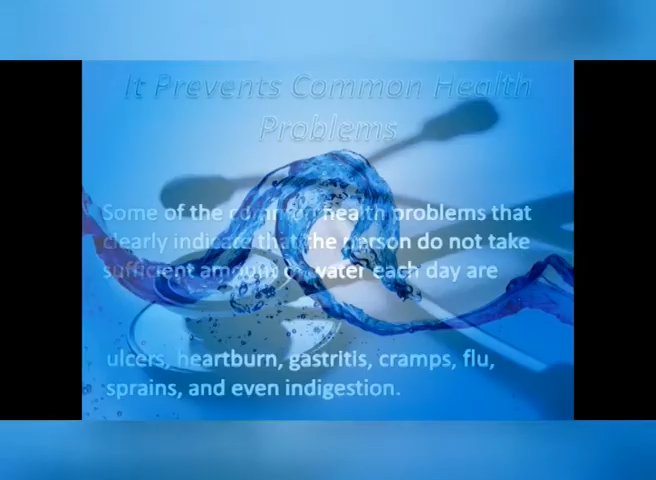 It Prevents Common Health
Problems
Some of the common health problems that
clearly indicate that the person do not take
sufficient amount of water each day are
ulcers, heartburn, gastritis, cramps, flu,
sprains, and even indigestion.